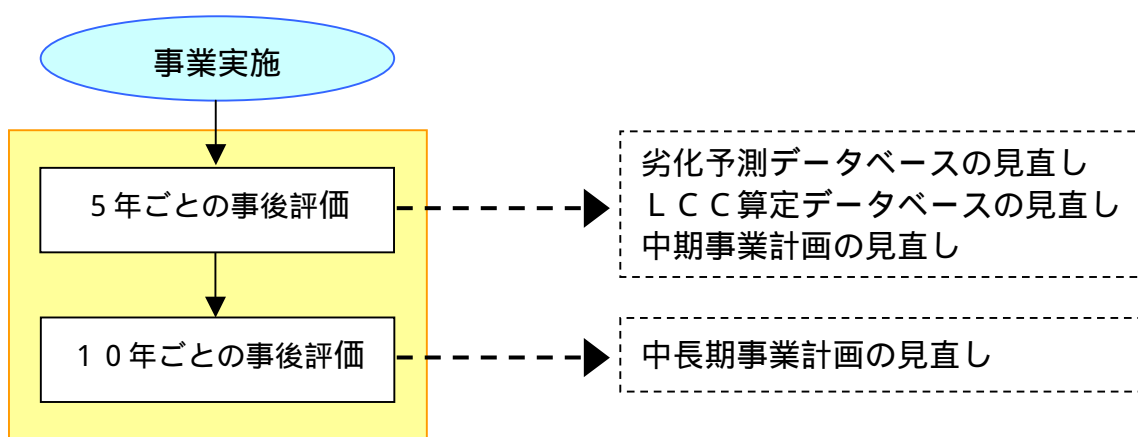 事業実施
５年ごとの事後評価
劣化予測データベースの見直し
ＬＣＣ算定データベースの見直し
中期事業計画の見直し
１０年ごとの事後評価
中長期事業計画の見直し